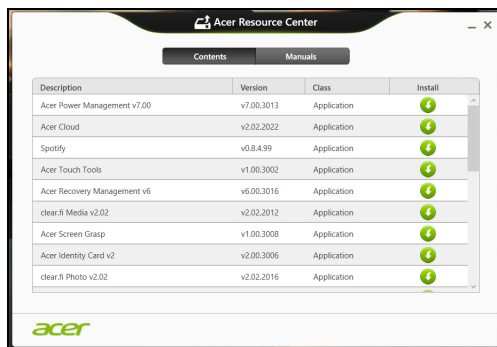 Acer Resource Center
Contents Manuals
Description Version Class Install
Acer Power Management v7.00 v7.00.3013 Application
Acer Cloud v2.02.2022 Application
Spotify v0.8.4.99 Application
Acer Touch Tools v1.00.3002 Application
Acer Recovery Management v6 v6.00.3016 Application
clear.fi Media v2.02 v2.02.2012 Application
Acer Screen Grasp v1.00.3008 Application
Acer Identity Card v2 v2.00.3006 Application
clear.fi Photo v2.02 v2.02.2016 Application
acer